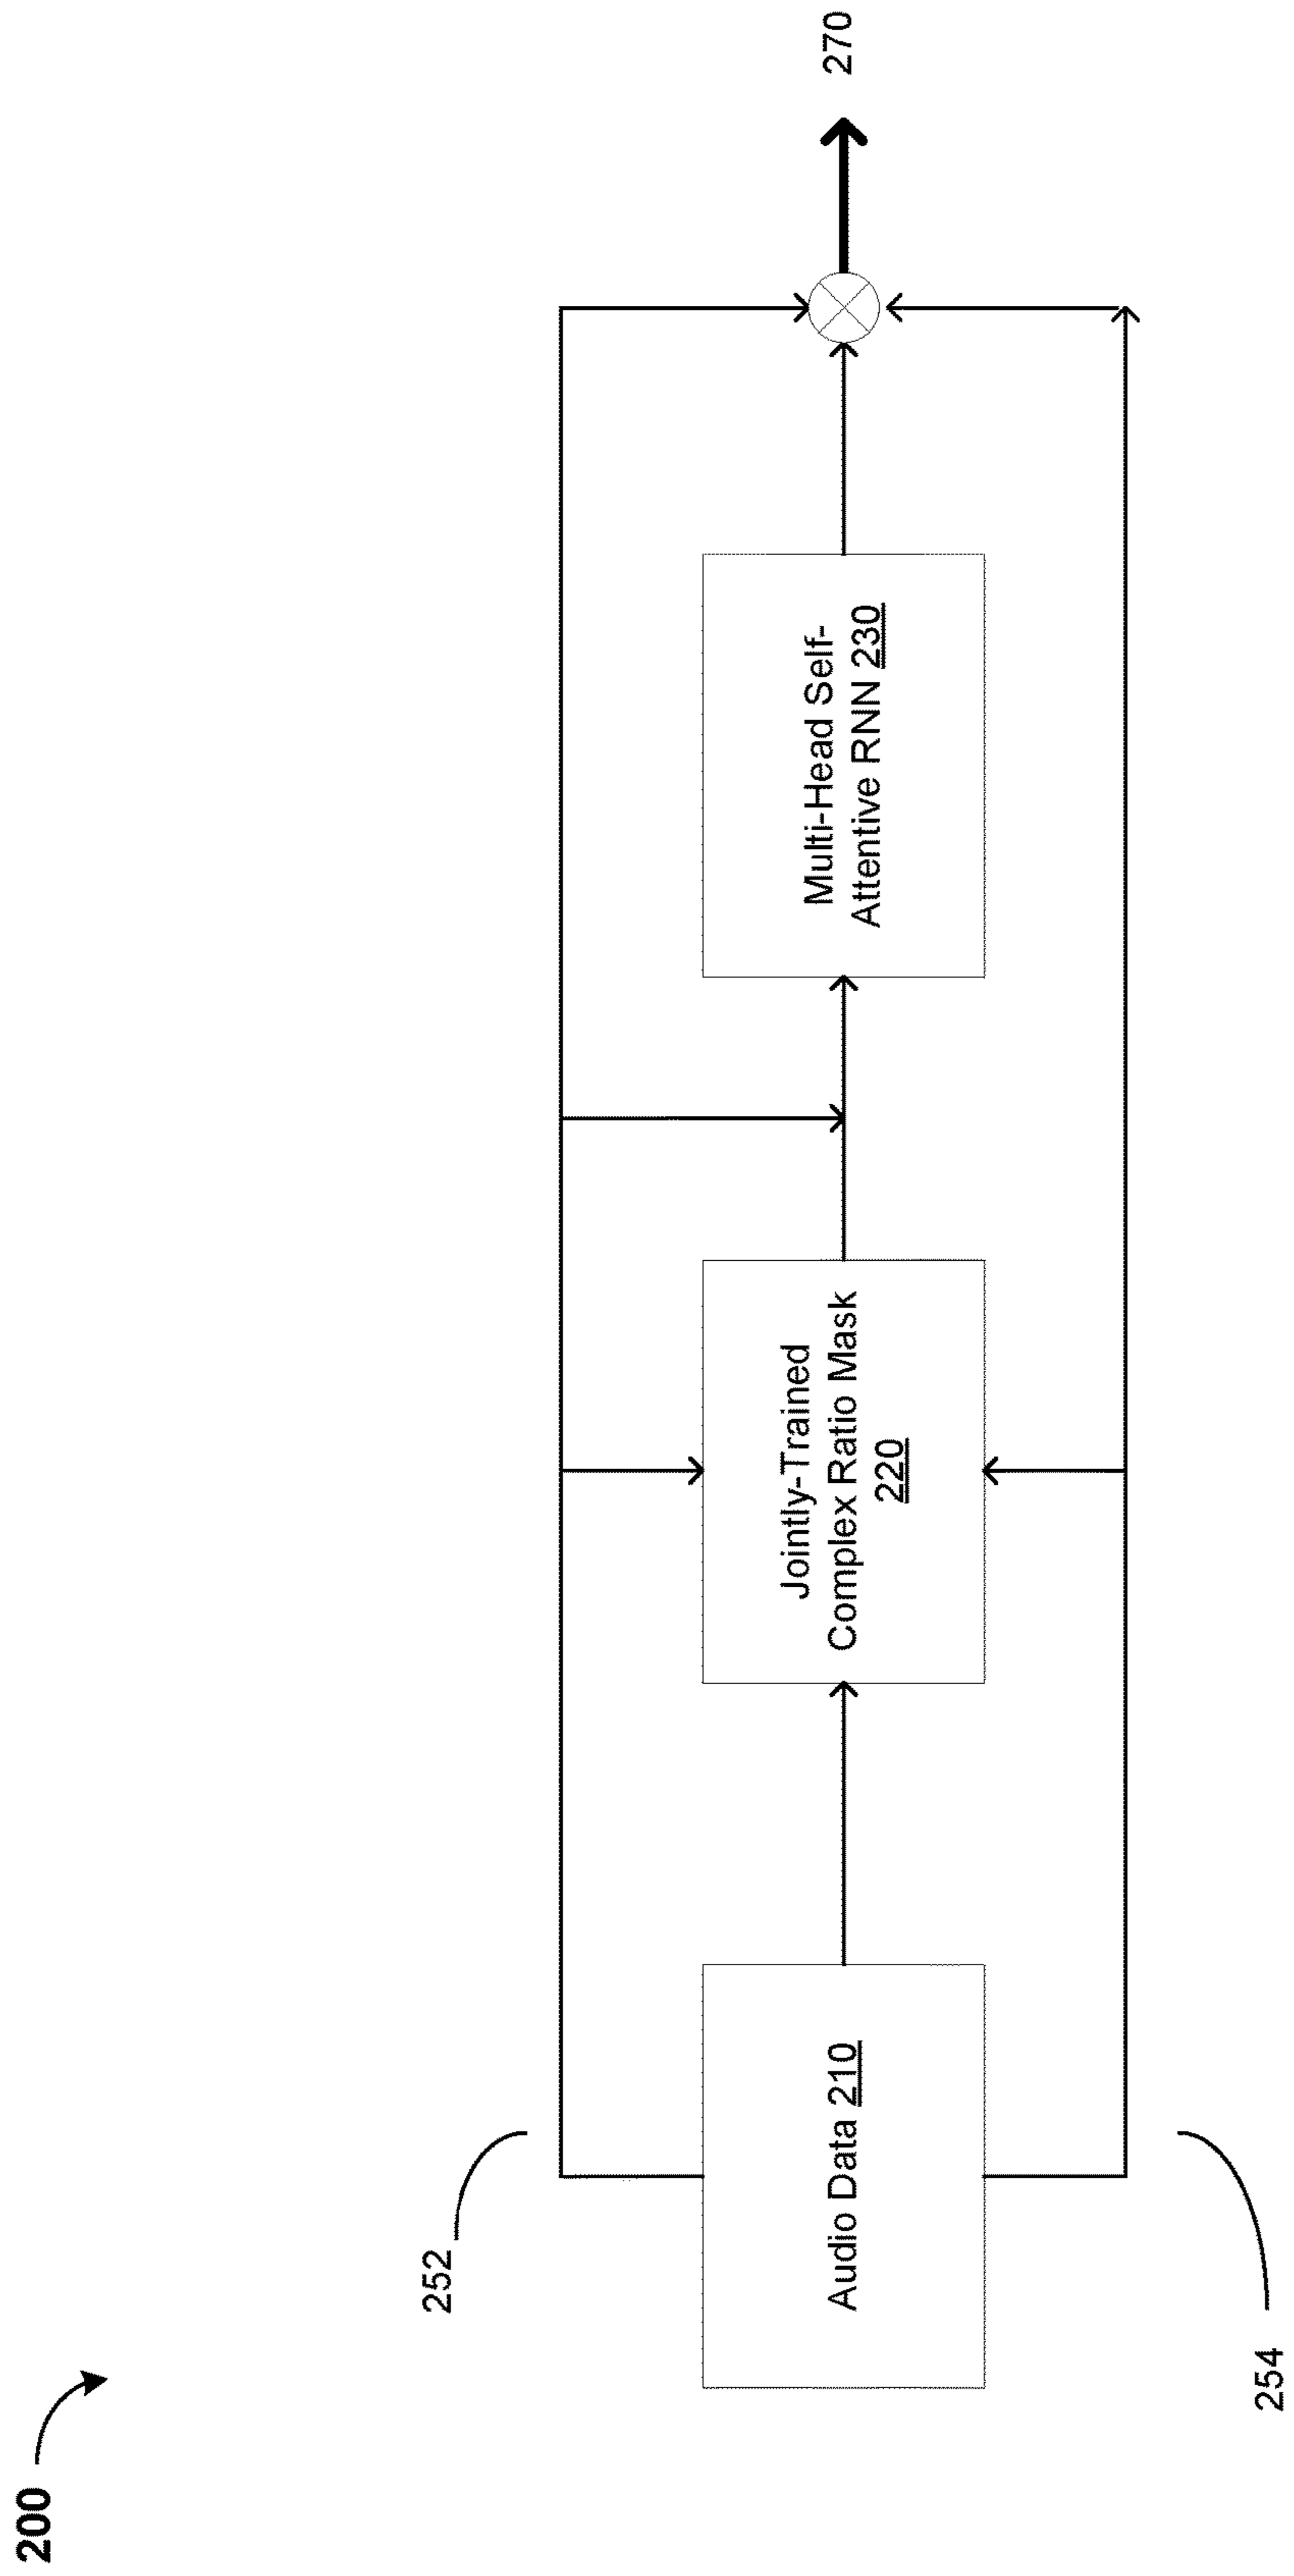 200
252
254
Audio Data 210
Jointly-Trained
Complex Ratio Mask
220
Multi-Head Self-
Attentive RNN 230
270